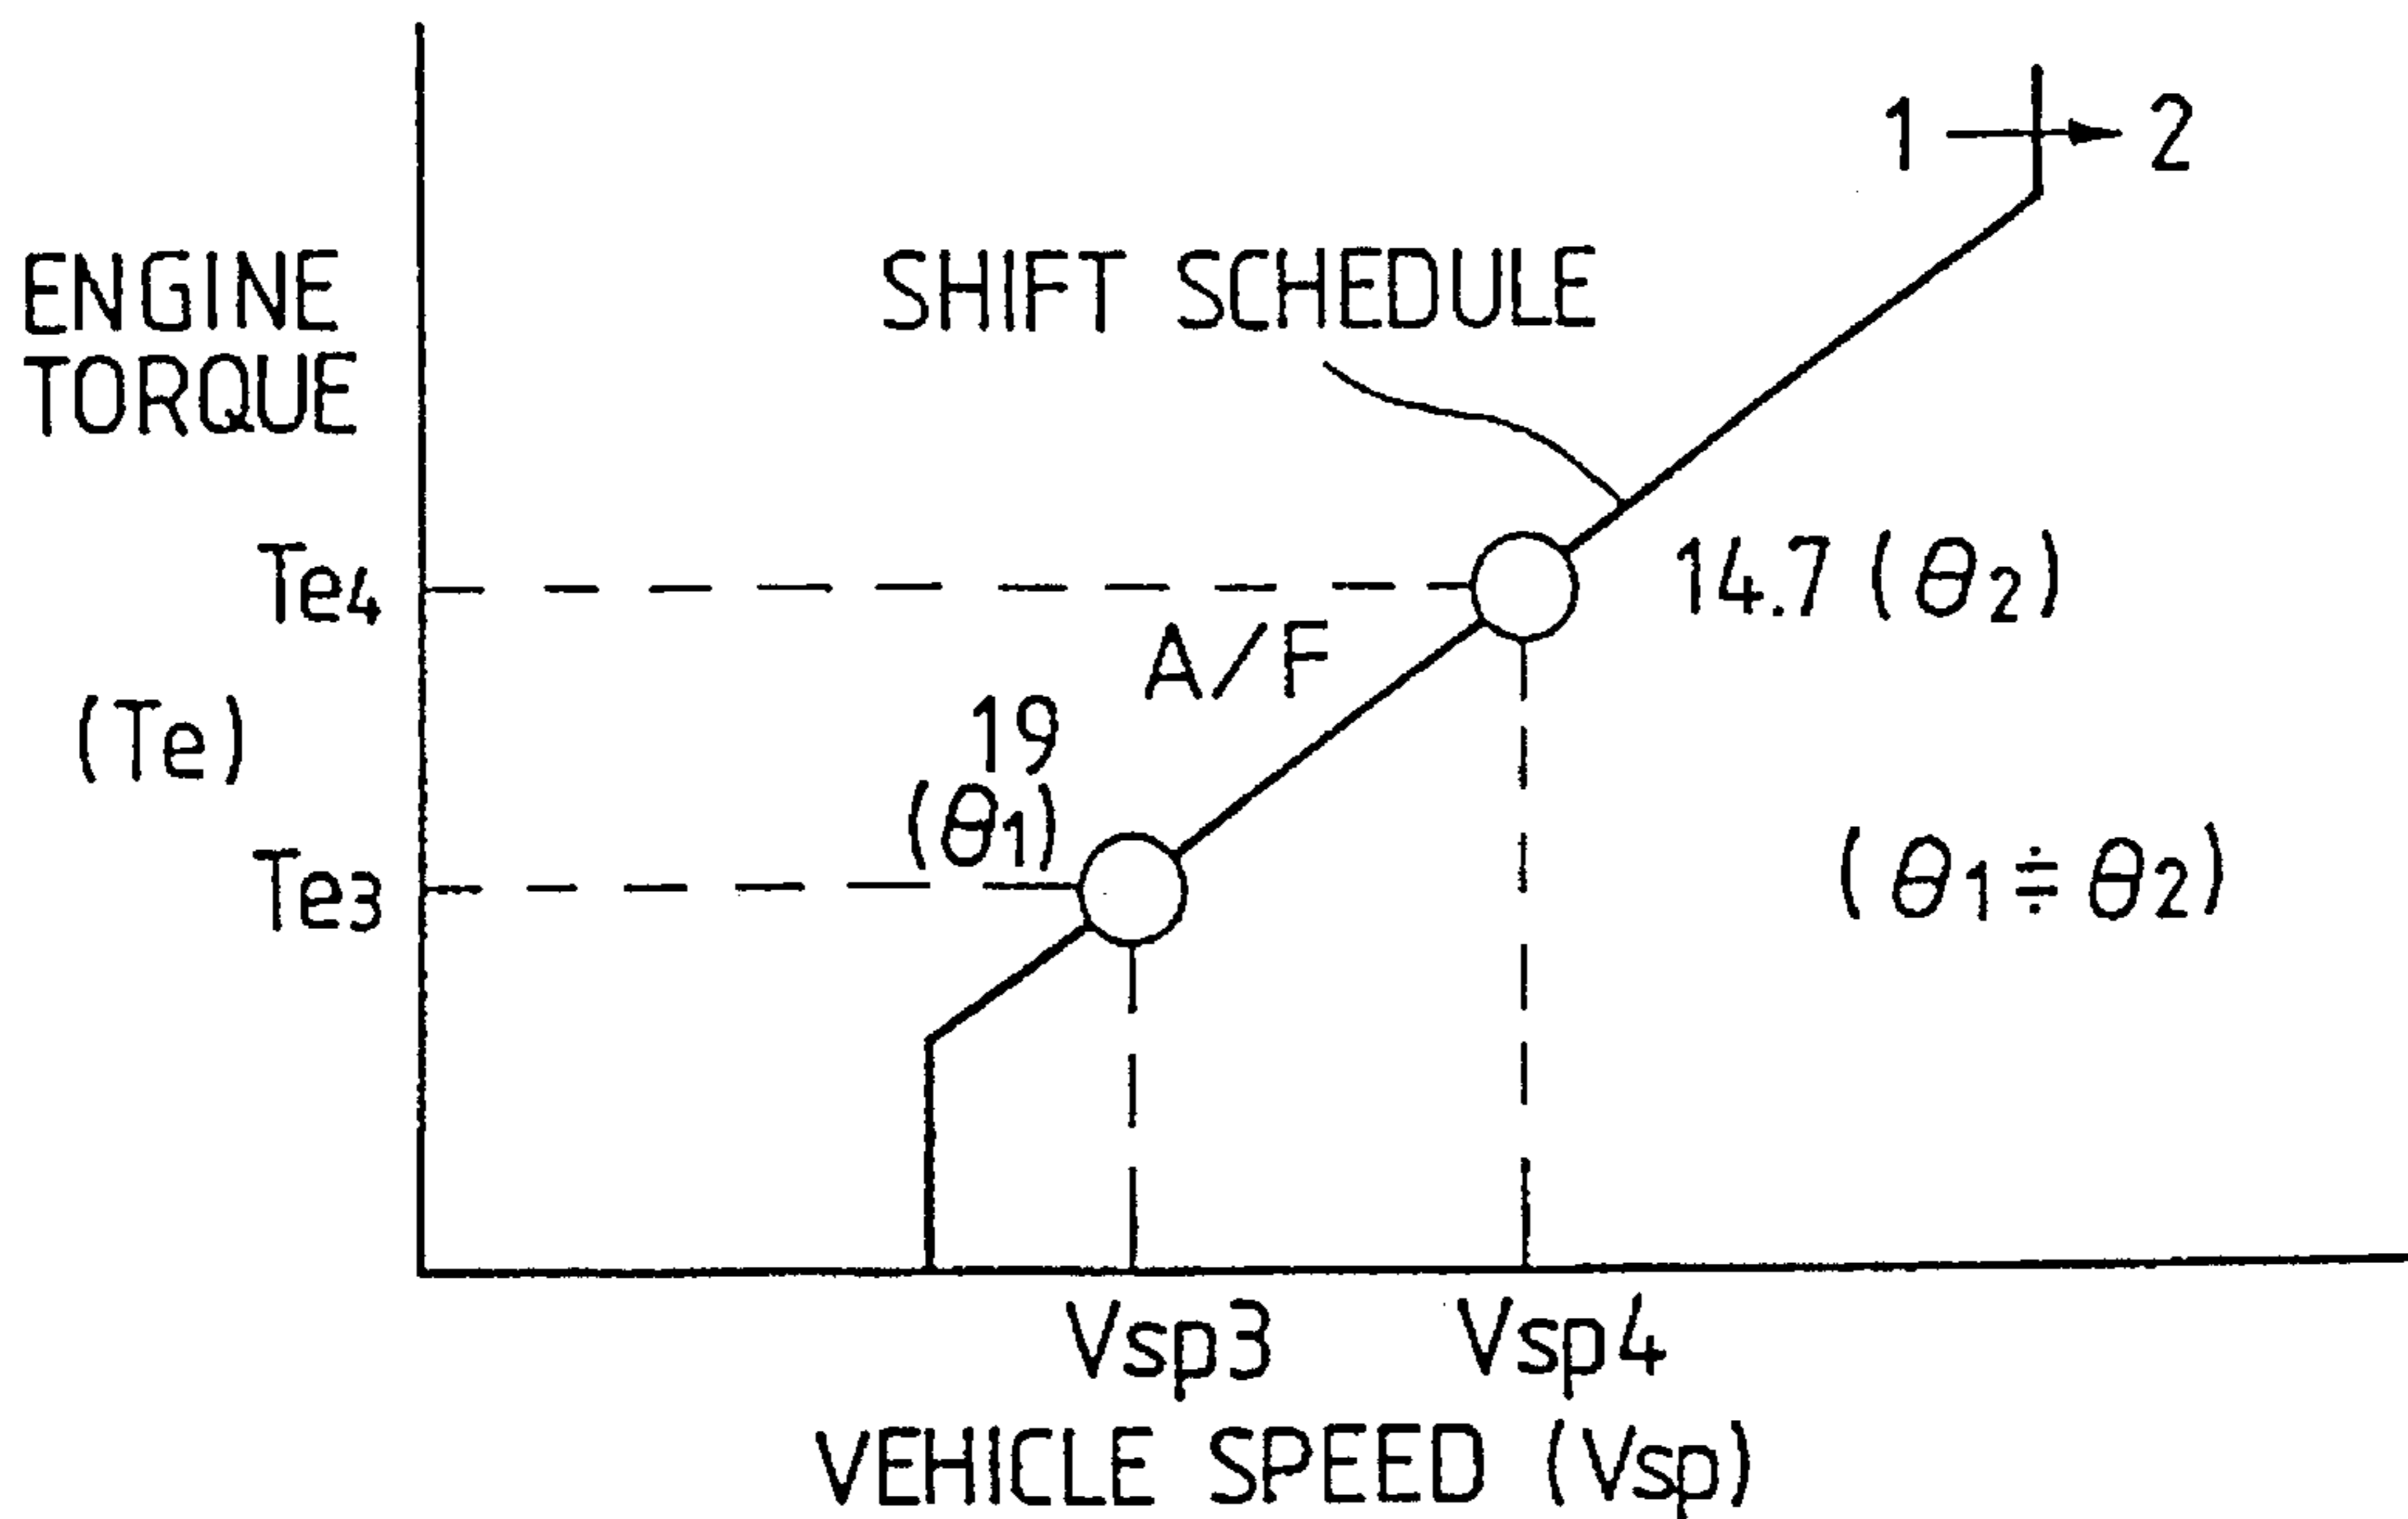 1 → 2
ENGINE
TORQUE
SHIFT SCHEDULE
Te4
14.7 (θ2)
A/F
(Te)
19
(θ1)
Te3
(θ1≑θ2)
Vsp3
Vsp4
VEHICLE SPEED (Vsp)